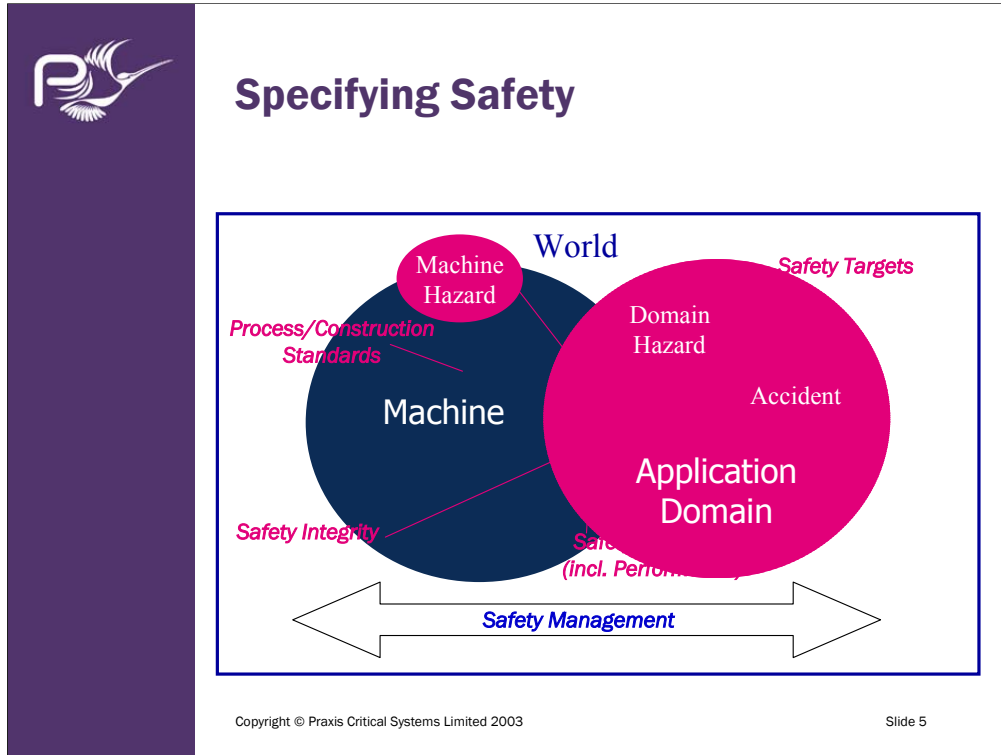 Specifying Safety
World
Machine
Hazard
Safety Targets
Process/Construction
Standards
Domain
Hazard
Accident
Machine
Application
Domain
Safety Integrity
(incl.
Safety Management
Copyright © Praxis Critical Systems Limited 2003
Slide 5